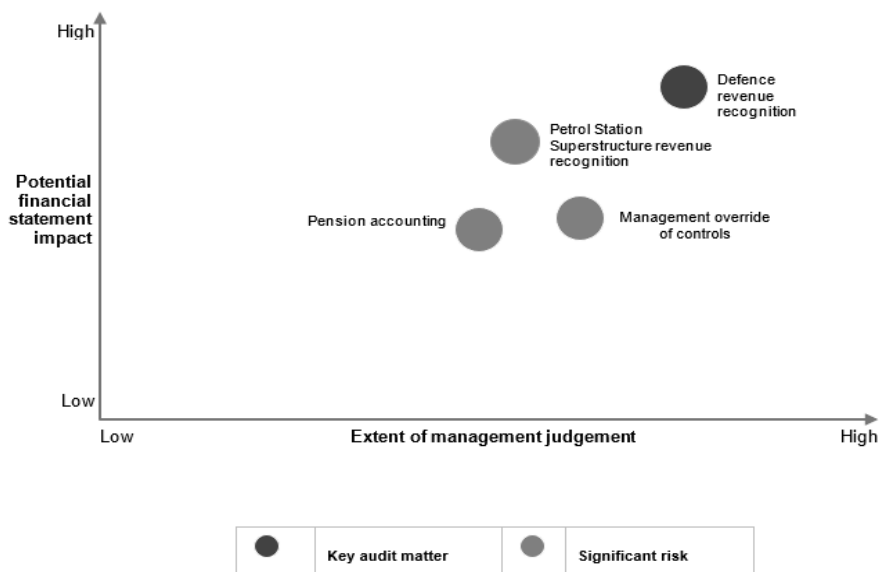 High
Defence
revenue
recognition
Petrol Station
Superstructure revenue
recognition
Potential
financial
statement
impact
Pension accounting
Management override
of controls
Low
Low
Extent of management judgement
High
Key audit matter
Significant risk